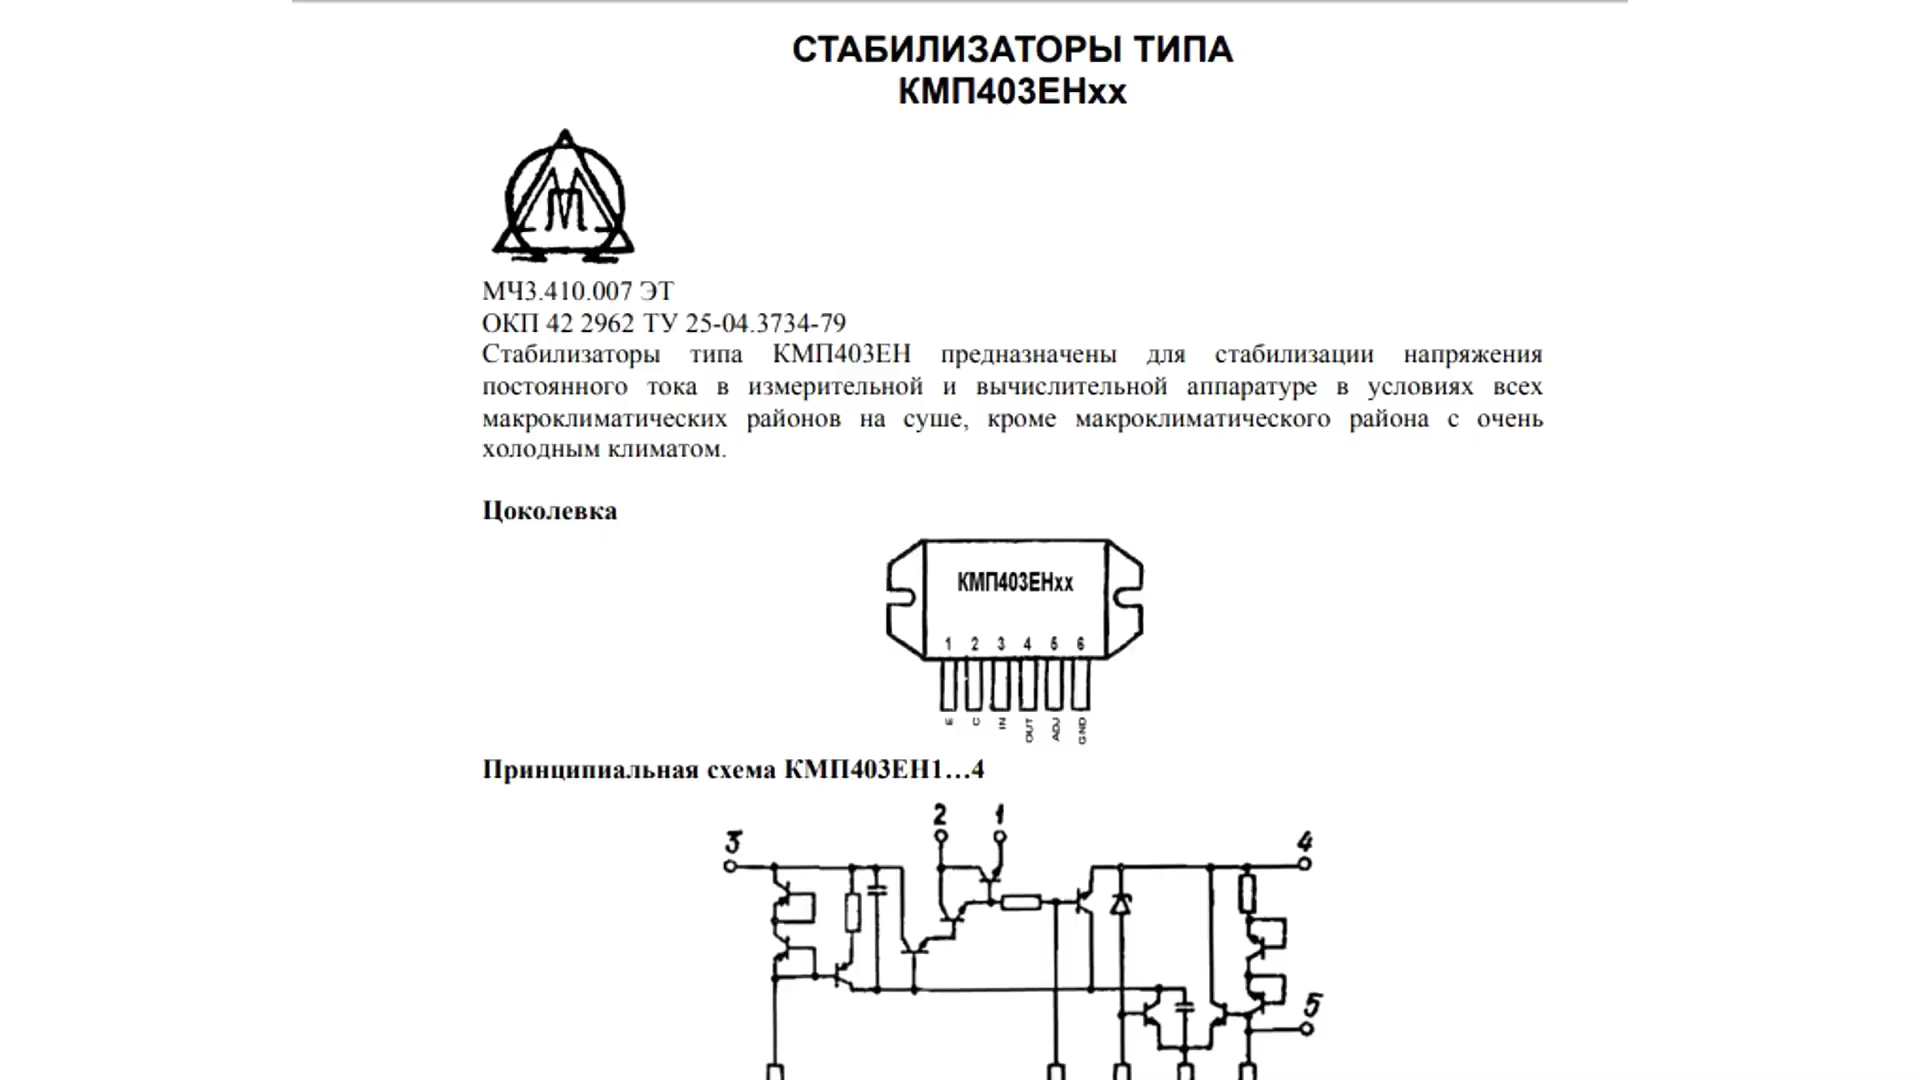 СТАБИЛИЗАТОРЫ ТИПА
КМП403ЕНхх
М
МЧ3.410.007 ЭТ
ОКП 42 2962 ТУ 25-04.3734-79
Стабилизаторы типа КМП403ЕН предназначены для стабилизации напряжения
постоянного тока в измерительной и вычислительной аппаратуре в условиях всех
макроклиматических районов на суше, кроме макроклиматического района с очень
холодным климатом.
Цоколевка
КМП403ЕНхх
1 2 3 4 5 6
E C IN OUT ADJ GND
Принципиальная схема КМП403ЕН1...4
2 1
3 4
5